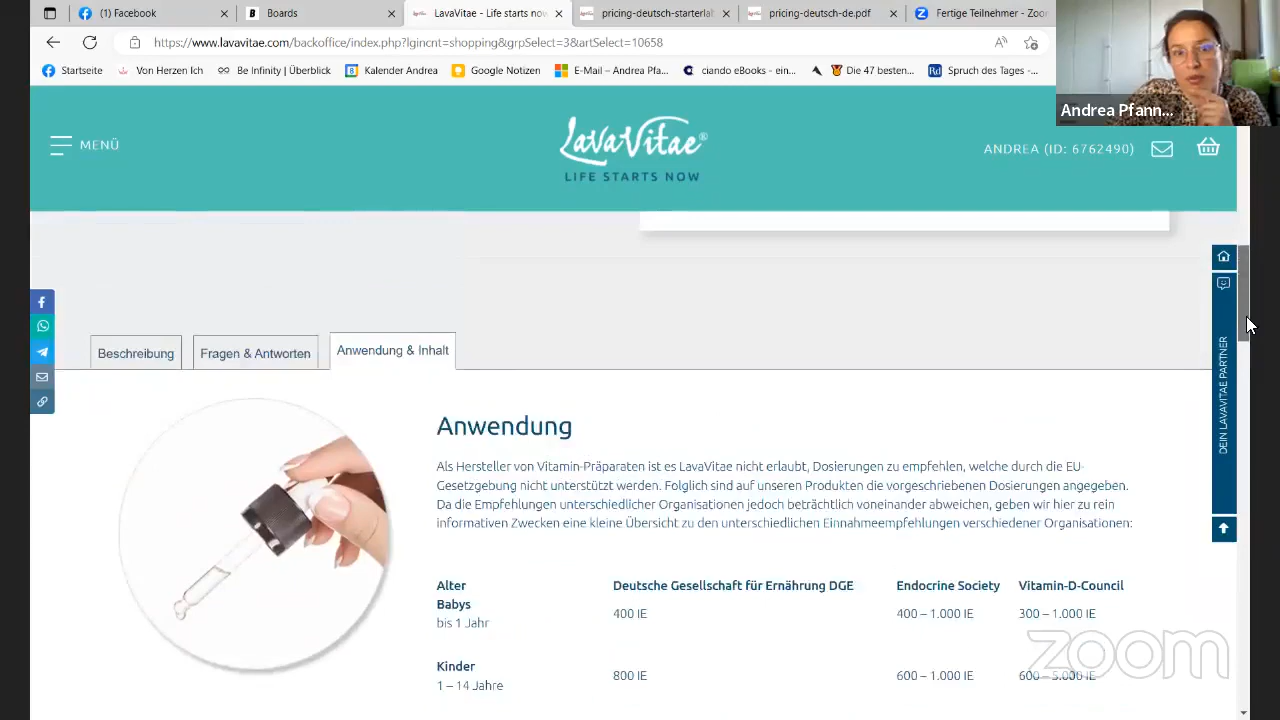 Facebook
Boards
LavaVitae - Life starts now
pricing-deutsch-starterla
pricing-deutsch-de.pdf
Fertige Teilnehmer - Zoor
https://www.lavavitae.com/backoffice/index.php?lgincnt=shopping&grpSelect=3&artSelect=10658
Startseite
Von Herzen Ich
Be Infinity | Überblick
Kalender Andrea
Google Notizen
E-Mail – Andrea Pfa...
ciando eBooks - ein...
Die 47 besten...
Spruch des Tages -...
Andrea Pfann...
MENÜ
LavaVitae®
LIFE STARTS NOW
ANDREA (ID: 6762490)
DEIN LAVAVITAE PARTNER
Beschreibung
Fragen & Antworten
Anwendung & Inhalt
Anwendung
Als Hersteller von Vitamin-Präparaten ist es LavaVitae nicht erlaubt, Dosierungen zu empfehlen, welche durch die EU-
Gesetzgebung nicht unterstützt werden. Folglich sind auf unseren Produkten die vorgeschriebenen Dosierungen angegeben.
Da die Empfehlungen unterschiedlicher Organisationen jedoch beträchtlich voneinander abweichen, geben wir hier zu rein
informativen Zwecken eine kleine Übersicht zu den unterschiedlichen Einnahmeempfehlungen verschiedener Organisationen:
Alter Deutsche Gesellschaft für Ernährung DGE Endocrine Society Vitamin-D-Council
Babys
bis 1 Jahr 400 IE 400 – 1.000 IE 300 – 1.000 IE
Kinder
1 – 14 Jahre 800 IE 600 – 1.000 IE 600 – 5.000 IE
zoom